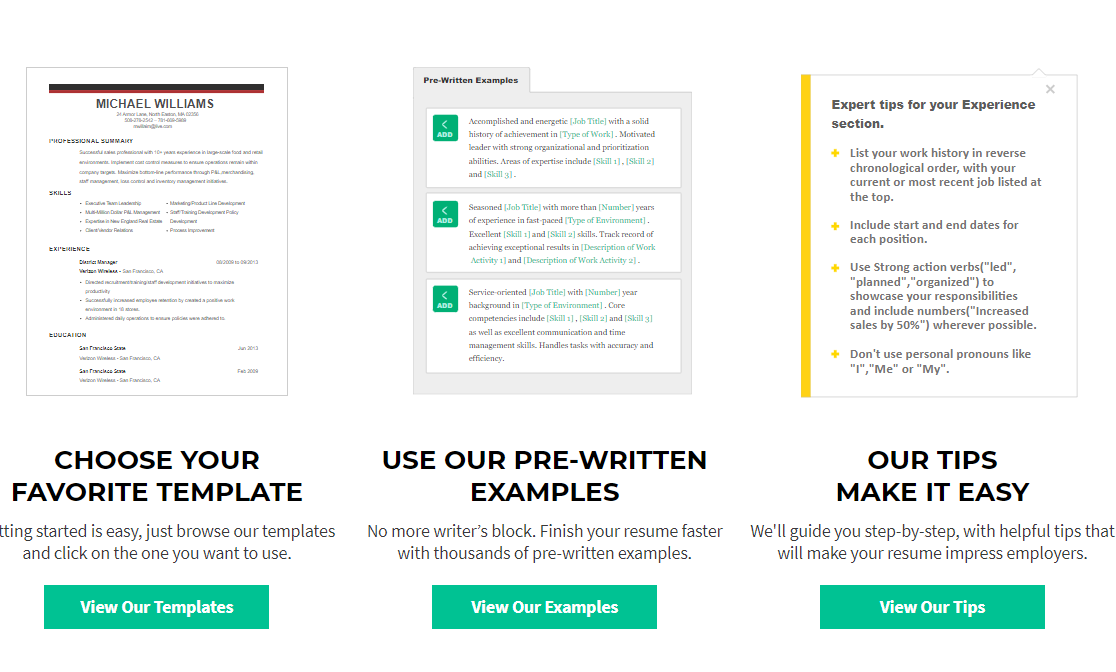 MICHAEL WILLIAMS
PROFESSIONAL SUMMARY
Successful sales professional with 10+ years experience in large-scale food and retail
environments. Implement cost control measures to ensure operations remain within
company targets. Maximize bottom-line performance through P&L, merchandising,
staff management, loss control and inventory management initiatives.
SKILLS
• Executive Team Leadership
• Multi-Million Dollar P&L Management
• Expertise in New England Real Estate
• Client/Vendor Relations
• Marketing/Product Line Development
• Staff Training/Development Policy
Development
• Process Improvement
EXPERIENCE
District Manager 08/2009 to 09/2013
Verizon Wireless - San Francisco, CA
• Directed recruitment/training/staff development initiatives to maximize
productivity
• Successfully increased employee retention by created a positive work
environment in 18 stores.
• Administered daily operations to ensure policies were adhered to.
EDUCATION
San Francisco State Jun 2013
Verizon Wireless - San Francisco, CA
San Francisco State Feb 2009
Verizon Wireless - San Francisco, CA
CHOOSE YOUR
FAVORITE TEMPLATE
tting started is easy, just browse our templates
and click on the one you want to use.
View Our Templates
Pre-Written Examples
ADD
Accomplished and energetic [Job Title] with a solid
history of achievement in [Type of Work] . Motivated
leader with strong organizational and prioritization
abilities. Areas of expertise include [Skill 1] , [Skill 2]
and [Skill 3] .
ADD
Seasoned [Job Title] with more than [Number] years
of experience in fast-paced [Type of Environment] .
Excellent [Skill 1] and [Skill 2] skills. Track record of
achieving exceptional results in [Description of Work
Activity 1] and [Description of Work Activity 2] .
ADD
Service-oriented [Job Title] with [Number] year
background in [Type of Environment] . Core
competencies include [Skill 1] , [Skill 2] and [Skill 3]
as well as excellent communication and time
management skills. Handles tasks with accuracy and
efficiency.
USE OUR PRE-WRITTEN
EXAMPLES
No more writer’s block. Finish your resume faster
with thousands of pre-written examples.
View Our Examples
Expert tips for your Experience
section.
List your work history in reverse
chronological order, with your
current or most recent job listed at
the top.
Include start and end dates for
each position.
Use Strong action verbs("led",
"planned","organized") to
showcase your responsibilities
and include numbers("Increased
sales by 50%") wherever possible.
Don't use personal pronouns like
"I","Me" or "My".
OUR TIPS
MAKE IT EASY
We'll guide you step-by-step, with helpful tips that
will make your resume impress employers.
View Our Tips